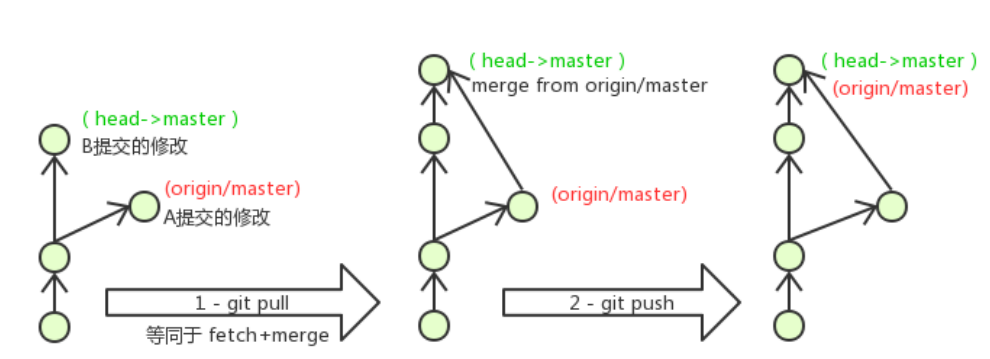 ( head->master )
B提交的修改
(origin/master)
A提交的修改
1 - git pull
等同于 fetch+merge
( head->master )
merge from origin/master
(origin/master)
2 - git push
( head->master )
(origin/master)